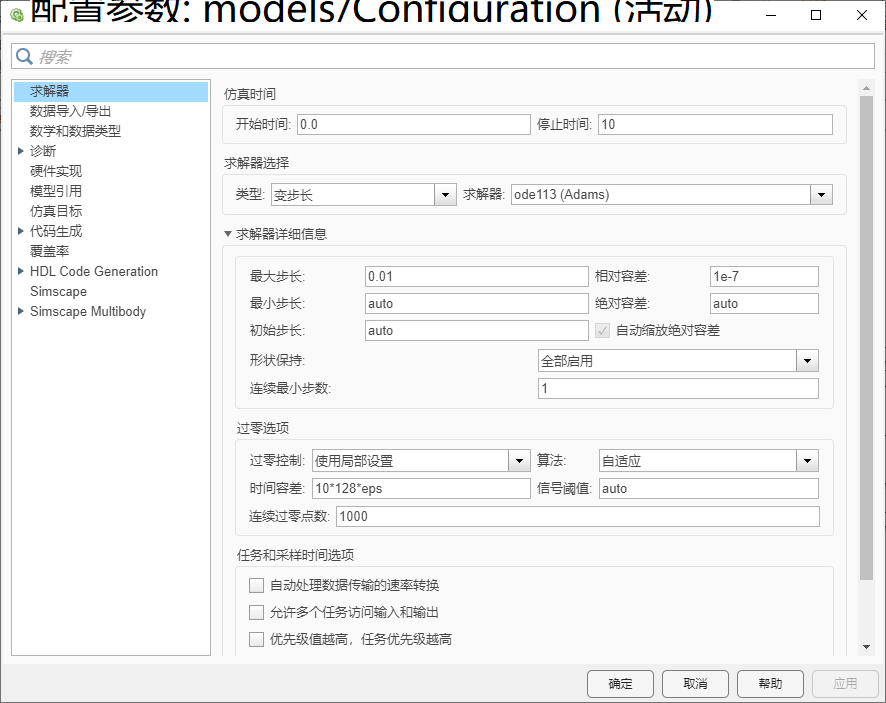 配置参数: models/Configuration (活动)
搜索
求解器
数据导入/导出
数学和数据类型
诊断
硬件实现
模型引用
仿真目标
代码生成
覆盖率
HDL Code Generation
Simscape
Simscape Multibody
仿真时间
开始时间: 0.0 停止时间: 10
求解器选择
类型: 变步长 求解器: ode113 (Adams)
求解器详细信息
最大步长: 0.01 相对容差: 1e-7
最小步长: auto 绝对容差: auto
初始步长: auto 自动缩放绝对容差
形状保持: 全部启用
连续最小步数: 1
过零选项
过零控制: 使用局部设置 算法: 自适应
时间容差: 10*128*eps 信号阈值: auto
连续过零点数: 1000
任务和采样时间选项
自动处理数据传输的速率转换
允许多个任务访问输入和输出
优先级值越高，任务优先级越高
确定 取消 帮助 应用